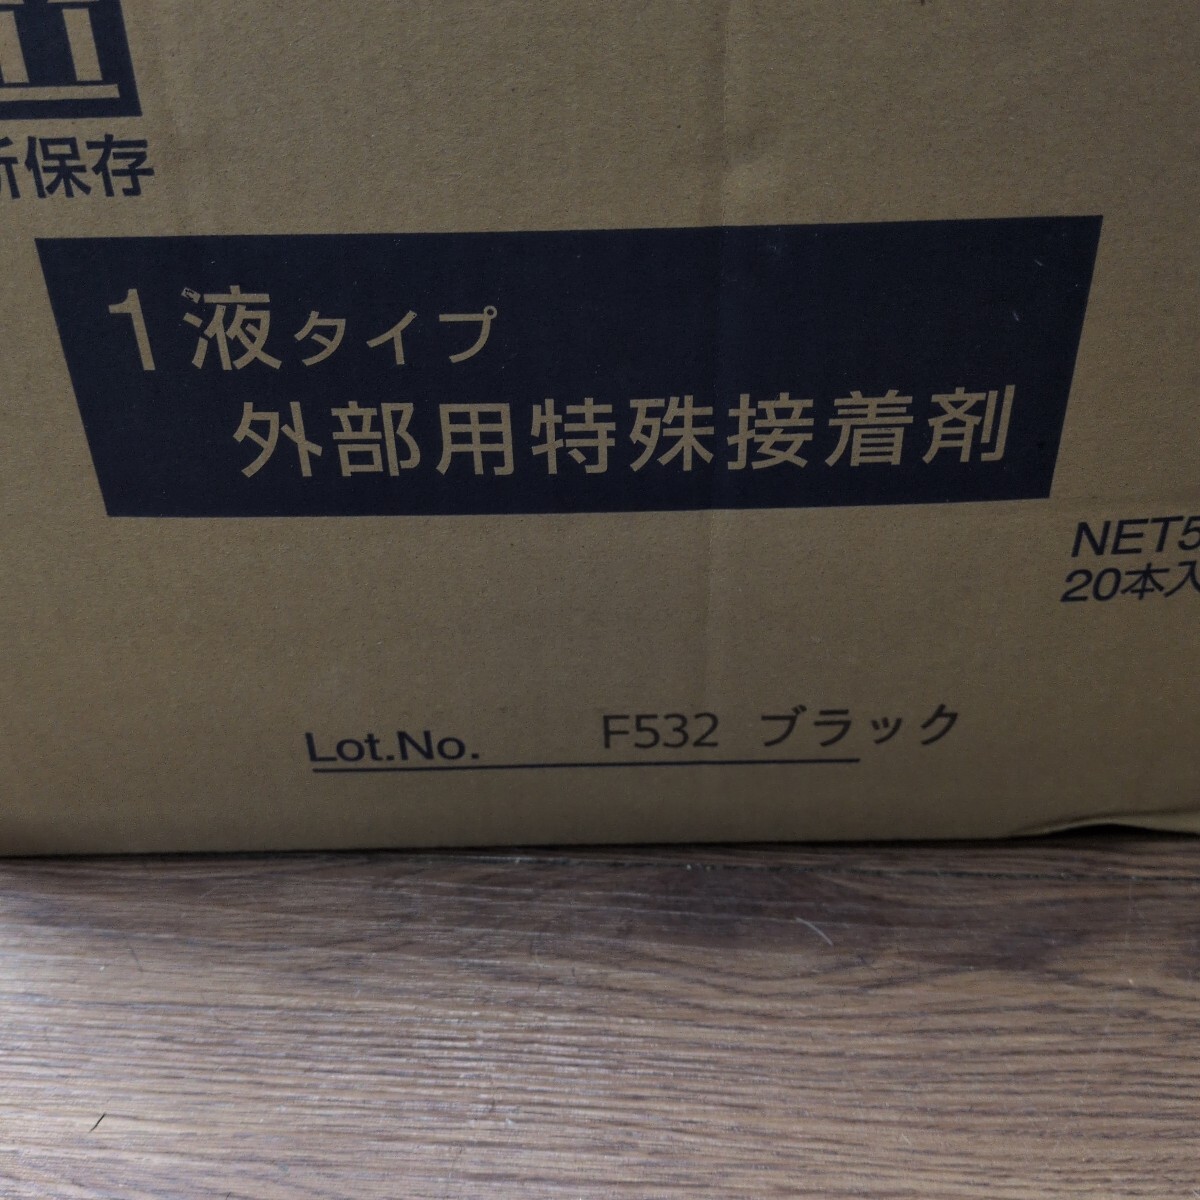 保存
1液タイプ
外部用特殊接着剤
NET5
20本入
Lot.No. F532 ブラック